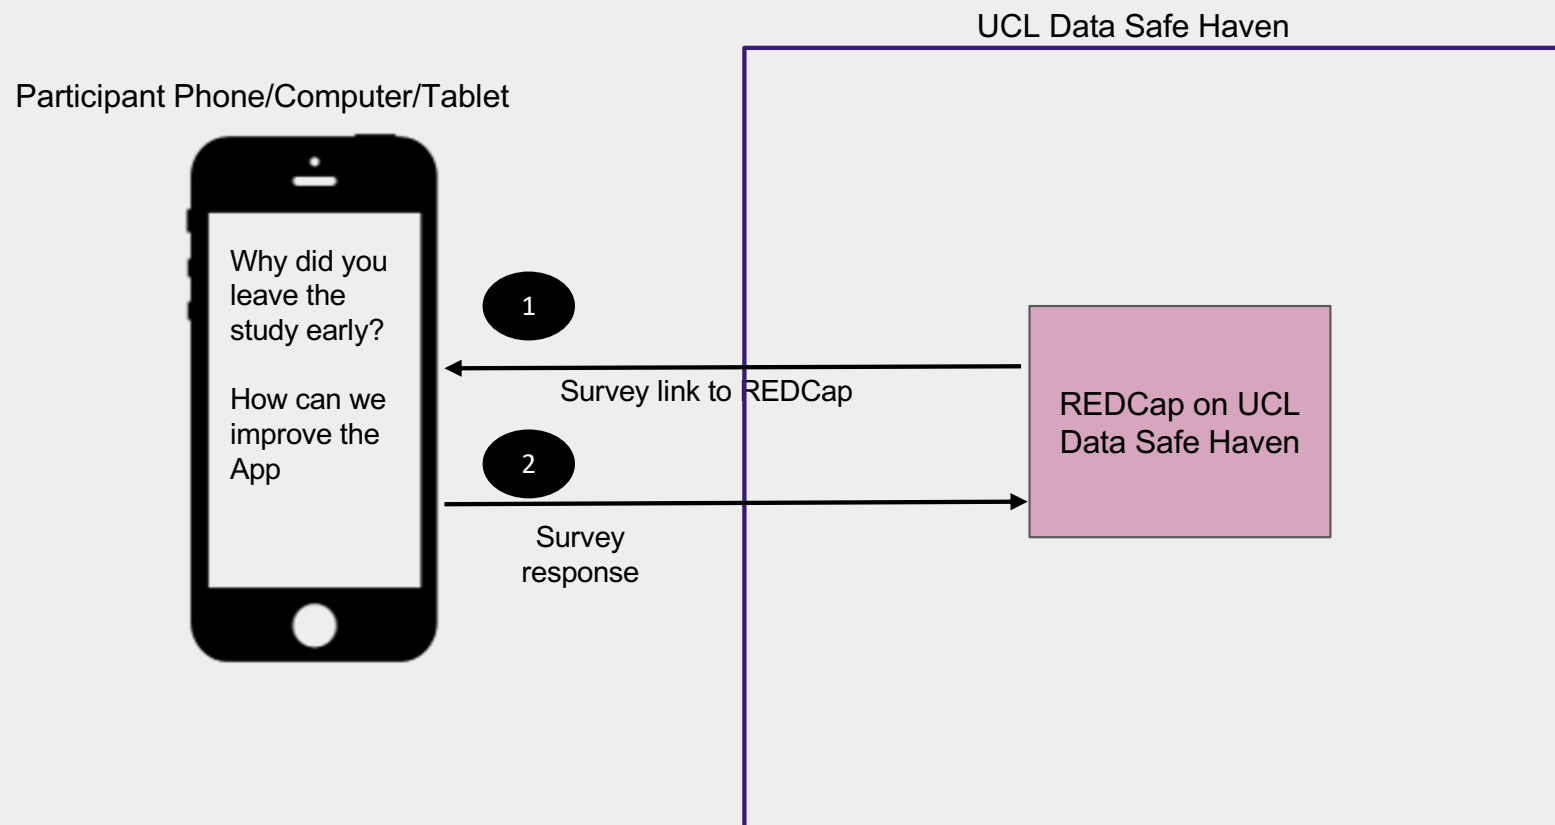 UCL Data Safe Haven
Participant Phone/Computer/Tablet
Why did you
leave the
study early?
How can we
improve the
App
1
Survey link to REDCap
2
Survey
response
REDCap on UCL
Data Safe Haven